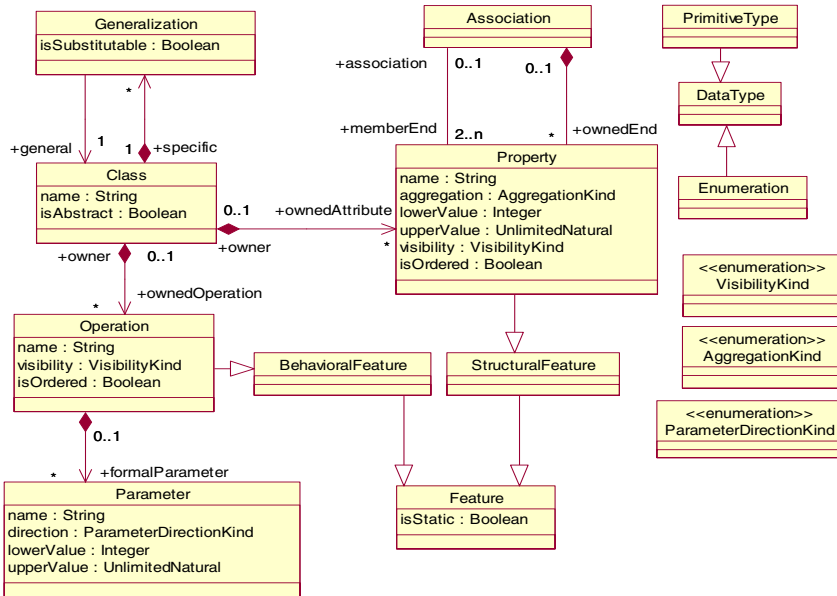 Generalization
isSubstitutable : Boolean
Association
PrimitiveType
+association
0..1
0..1
DataType
*
+memberEnd
2..n
*
+ownedEnd
+general
1
1
+specific
Class
name : String
isAbstract : Boolean
0..1
+ownedAttribute
+owner
*
Property
name : String
aggregation : AggregationKind
lowerValue : Integer
upperValue : UnlimitedNatural
visibility : VisibilityKind
isOrdered : Boolean
Enumeration
+owner
0..1
*
+ownedOperation
<<enumeration>>
VisibilityKind
Operation
name : String
visibility : VisibilityKind
isOrdered : Boolean
BehavioralFeature
StructuralFeature
<<enumeration>>
AggregationKind
<<enumeration>>
ParameterDirectionKind
0..1
*
+formalParameter
Parameter
name : String
direction : ParameterDirectionKind
lowerValue : Integer
upperValue : UnlimitedNatural
Feature
isStatic : Boolean